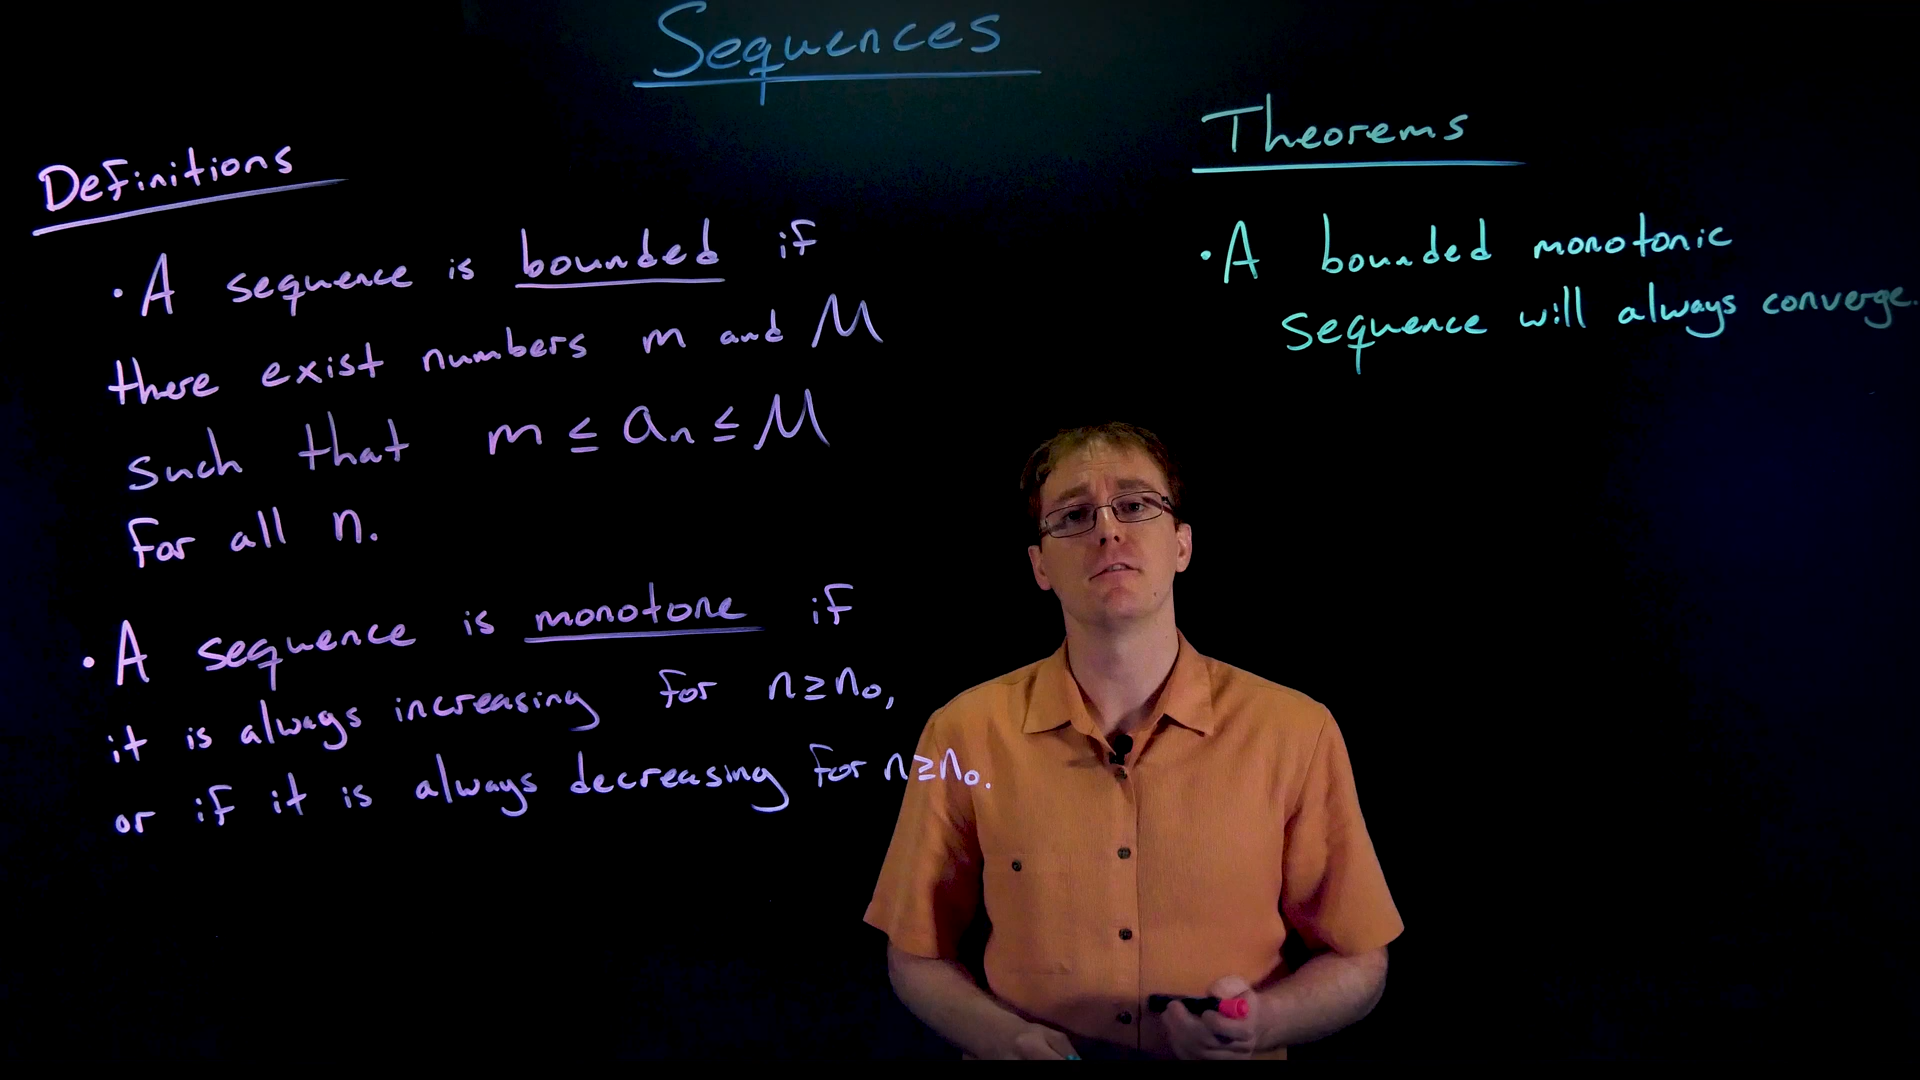 Sequences
Definitions
• A sequence is bounded if
there exist numbers m and M
such that m ≤ aₙ ≤ M
for all n.
• A sequence is monotone if
it is always increasing for n≥n₀,
or if it is always decreasing for n≥n₀.
Theorems
• A bounded monotonic
sequence will always converge.